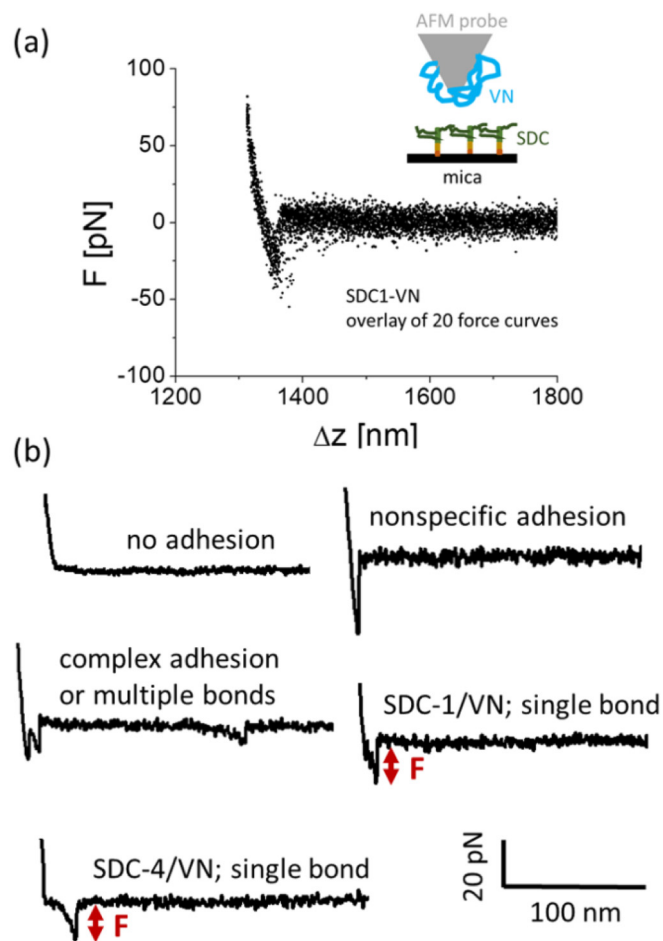 (a)
AFM probe
VN
SDC
mica
100
50
0
-50
-100
F [pN]
SDC1-VN
overlay of 20 force curves
1200 1400 1600 1800
Δz [nm]
(b)
no adhesion
nonspecific adhesion
complex adhesion
or multiple bonds
SDC-1/VN; single bond
F
SDC-4/VN; single bond
F
20 pN
100 nm